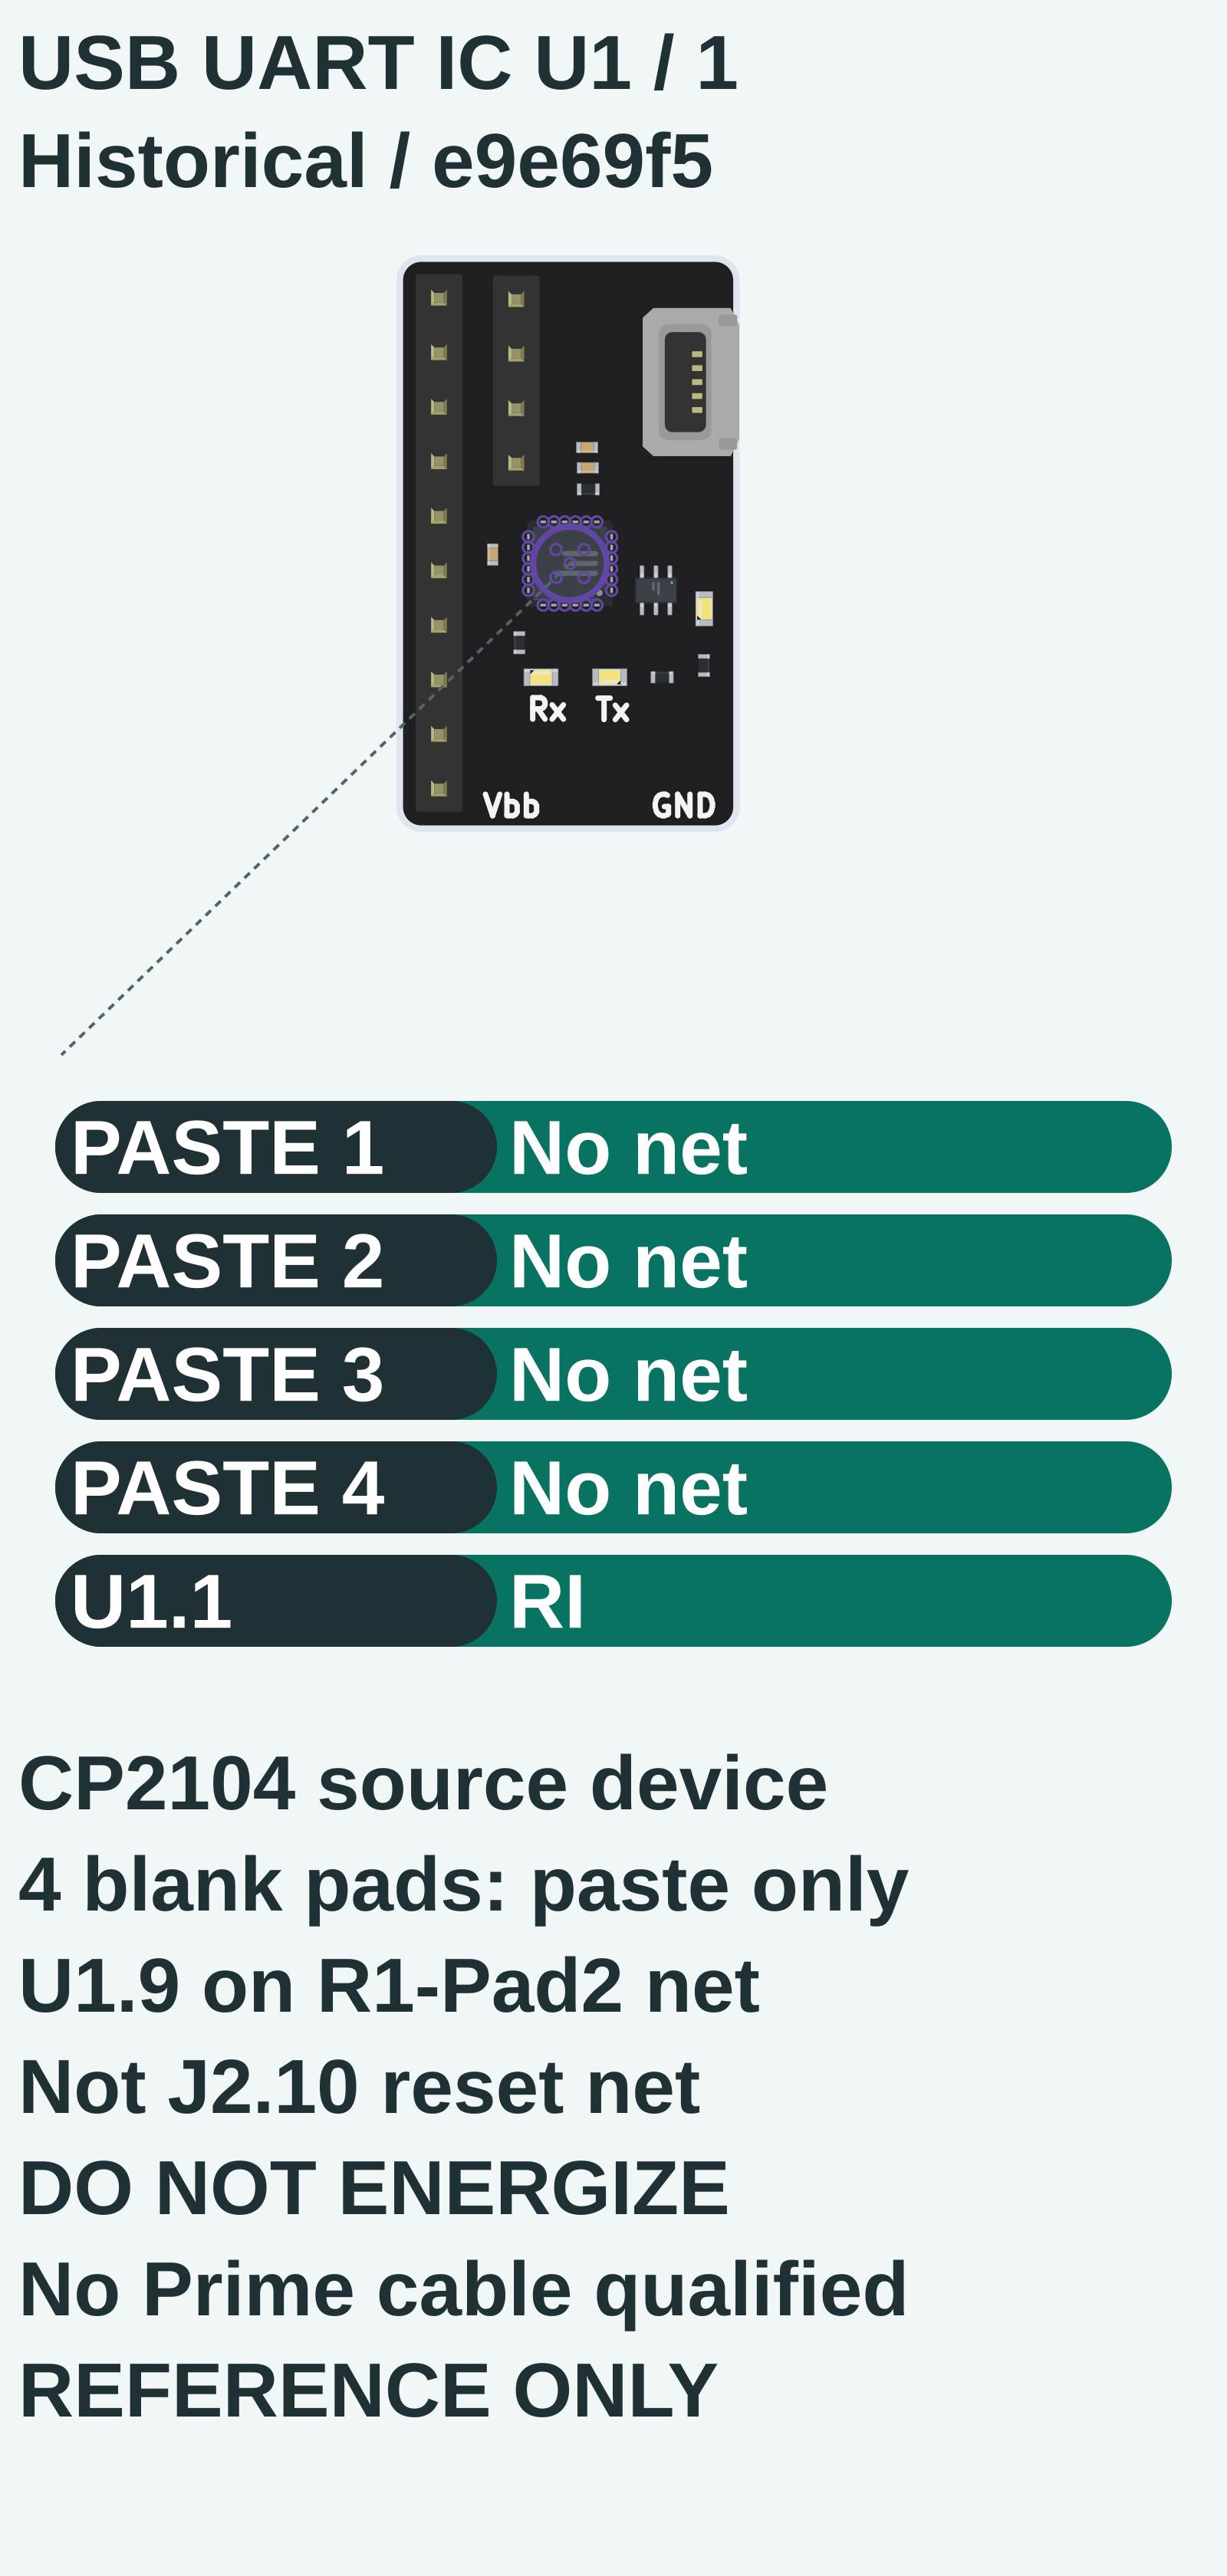 USB UART IC U1 / 1
Historical / e9e69f5
Rx Tx
Vbb GND
PASTE 1 No net
PASTE 2 No net
PASTE 3 No net
PASTE 4 No net
U1.1 RI
CP2104 source device
4 blank pads: paste only
U1.9 on R1-Pad2 net
Not J2.10 reset net
DO NOT ENERGIZE
No Prime cable qualified
REFERENCE ONLY